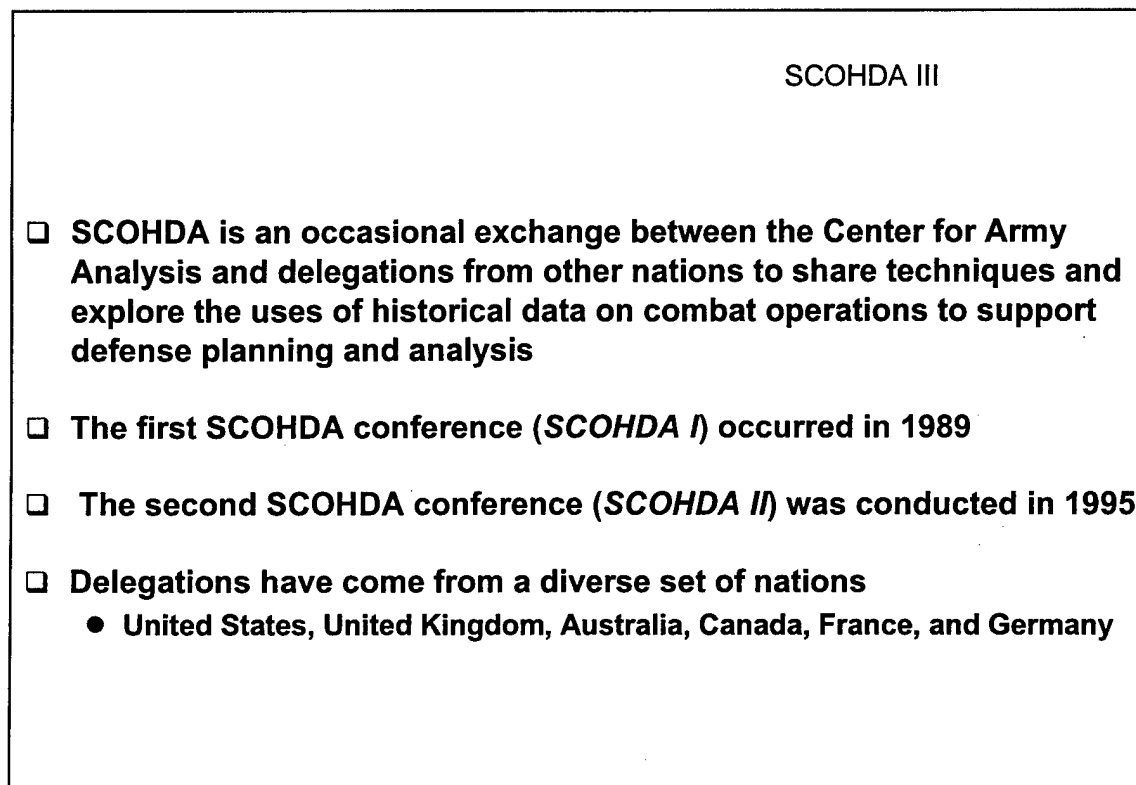 SCOHDA III
❑ SCOHDA is an occasional exchange between the Center for Army
Analysis and delegations from other nations to share techniques and
explore the uses of historical data on combat operations to support
defense planning and analysis
❑ The first SCOHDA conference (SCOHDA I) occurred in 1989
❑ The second SCOHDA conference (SCOHDA II) was conducted in 1995
❑ Delegations have come from a diverse set of nations
● United States, United Kingdom, Australia, Canada, France, and Germany